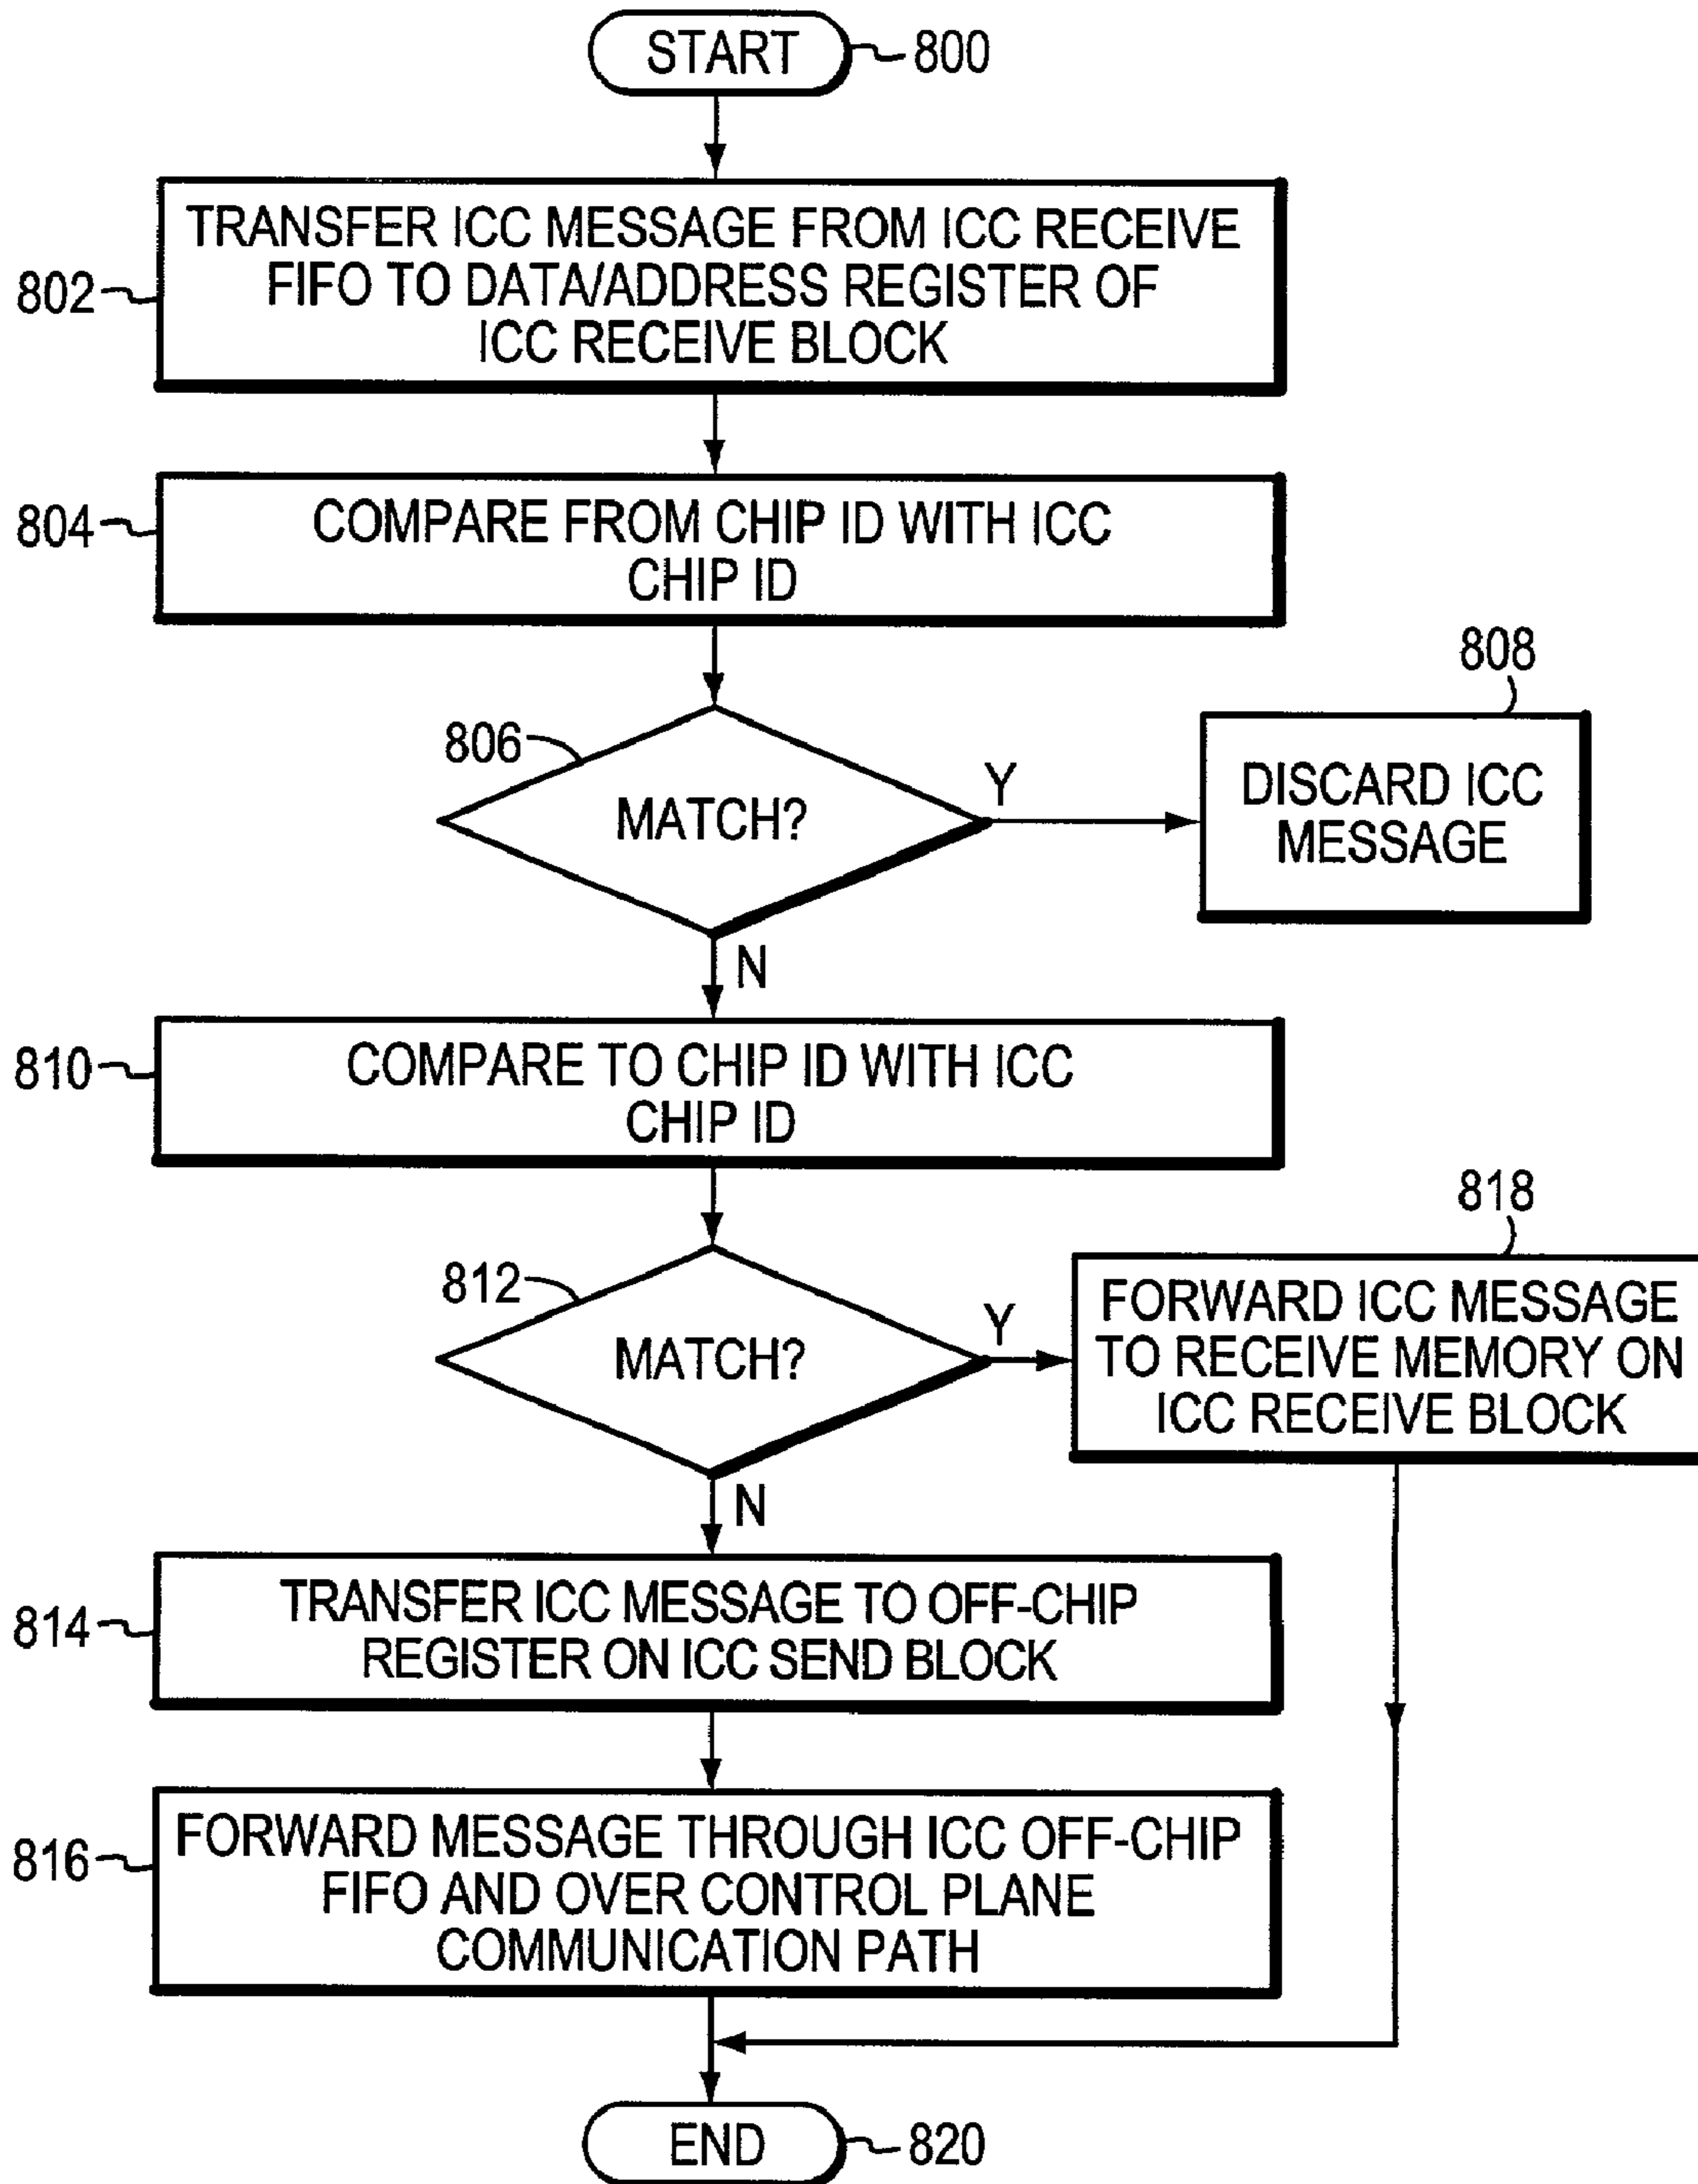 START
800
802
TRANSFER ICC MESSAGE FROM ICC RECEIVE
FIFO TO DATA/ADDRESS REGISTER OF
ICC RECEIVE BLOCK
804
COMPARE FROM CHIP ID WITH ICC
CHIP ID
806
MATCH?
Y
N
808
DISCARD ICC
MESSAGE
810
COMPARE TO CHIP ID WITH ICC
CHIP ID
812
MATCH?
Y
N
818
FORWARD ICC MESSAGE
TO RECEIVE MEMORY ON
ICC RECEIVE BLOCK
814
TRANSFER ICC MESSAGE TO OFF-CHIP
REGISTER ON ICC SEND BLOCK
816
FORWARD MESSAGE THROUGH ICC OFF-CHIP
FIFO AND OVER CONTROL PLANE
COMMUNICATION PATH
END
820